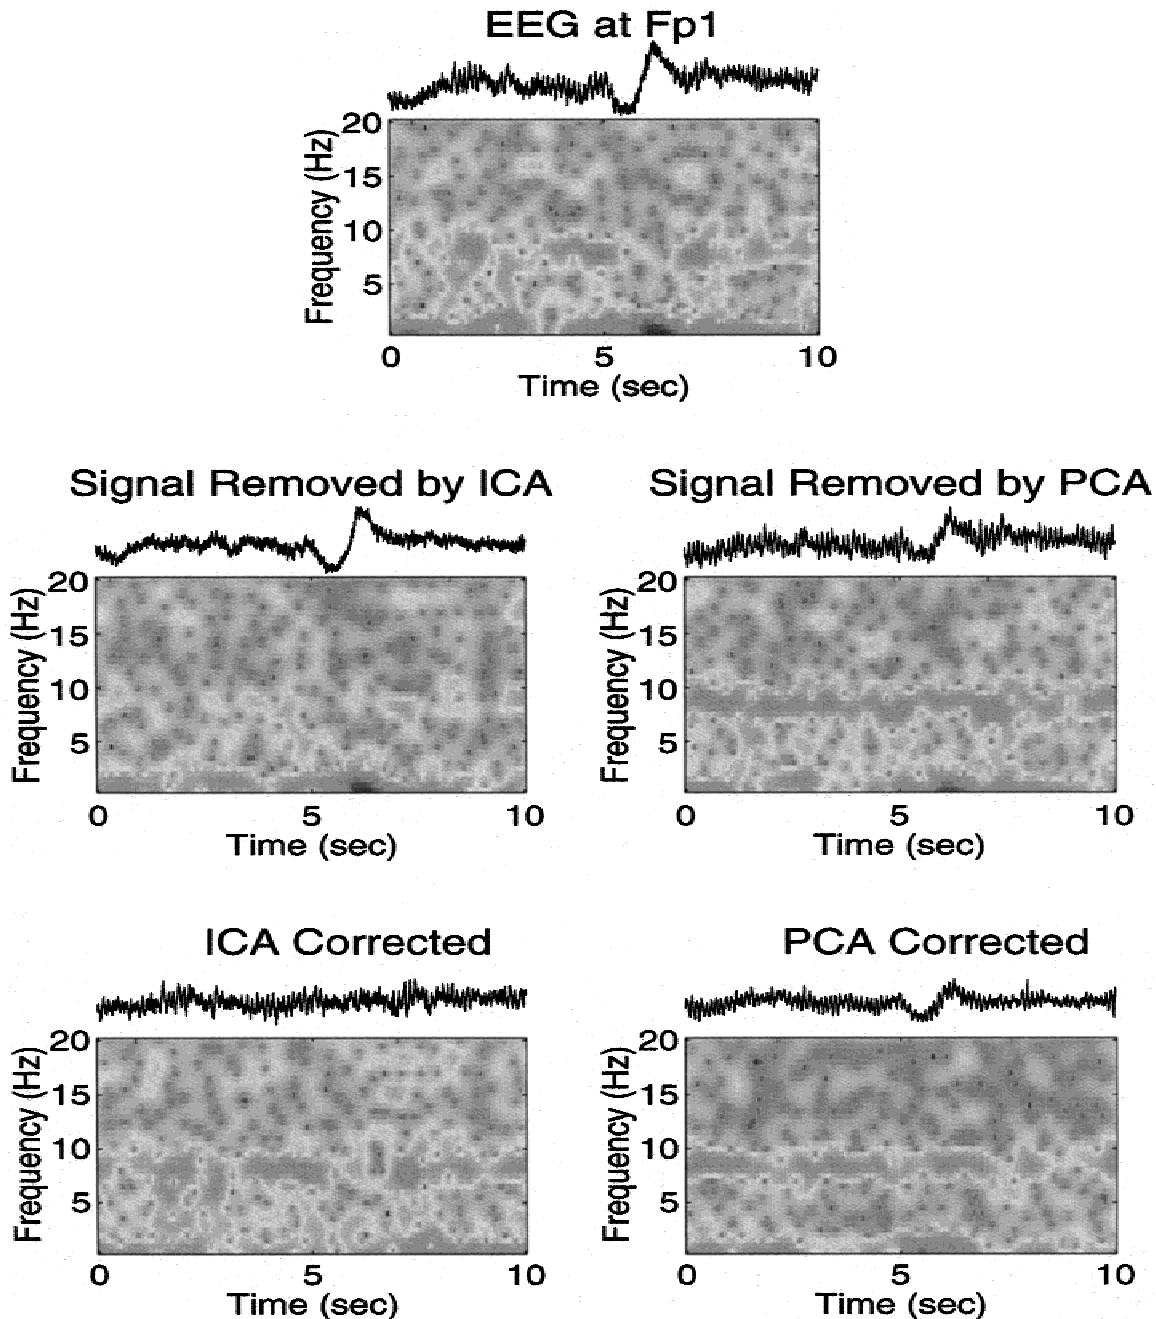 EEG at Fp1
20
15
10
5
Frequency (Hz)
0 5 10
Time (sec)
Signal Removed by ICA
20
15
10
5
Frequency (Hz)
0 5 10
Time (sec)
Signal Removed by PCA
20
15
10
5
Frequency (Hz)
0 5 10
Time (sec)
ICA Corrected
20
15
10
5
Frequency (Hz)
0 5 10
Time (sec)
PCA Corrected
20
15
10
5
Frequency (Hz)
0 5 10
Time (sec)